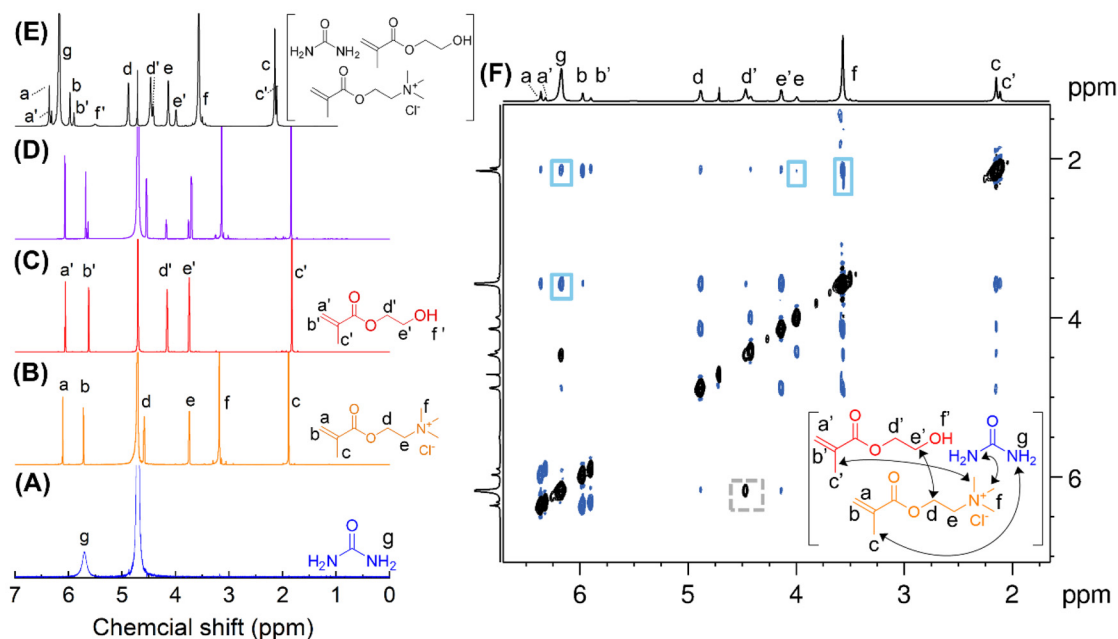 (E)
g
a
a'
b
b'
f'
d
d'
e
e'
f
c
c'
O
H₂N
NH₂
O
O
OH
O
O
N⁺
Cl⁻
(D)
(C)
a'
b'
d'
e'
c'
a'
b'
c'
O
O
d'
e'
OH
f'
(B)
a
b
d
e
f
c
a
b
c
O
O
d
e
f
N⁺
Cl⁻
(A)
g
O
H₂N
NH₂
g
7 6 5 4 3 2 1 0
Chemcial shift (ppm)
(F)
a
a'
g
b
b'
d
d'
e'
e
f
c
c'
ppm
2
4
6
a'
b'
c'
O
O
d'
e'
f'
OH
O
H₂N
NH₂
g
a
b
c
O
O
d
e
N⁺
f
Cl⁻
6 5 4 3 2 ppm